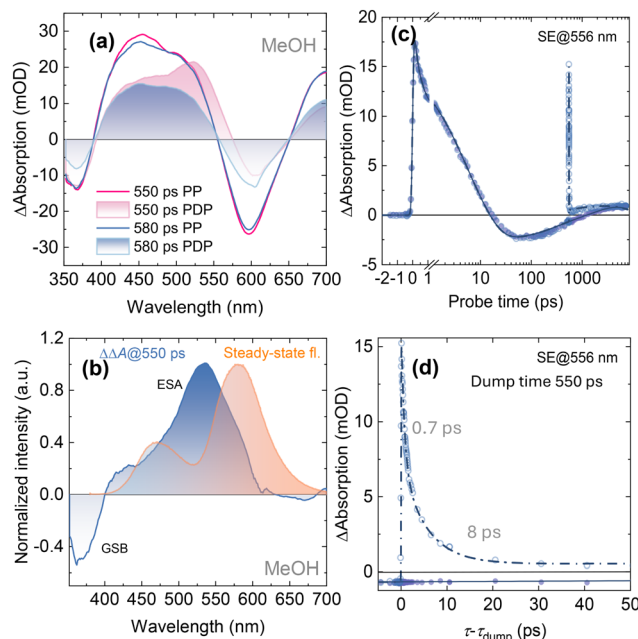 (a)
MeOH
ΔAbsorption (mOD)
30
20
10
0
-10
-20
-30
550 ps PP
550 ps PDP
580 ps PP
580 ps PDP
350 400 450 500 550 600 650 700
Wavelength (nm)
(c)
SE@556 nm
ΔAbsorption (mOD)
20
15
10
5
0
-5
-2 -1 0 1 10 100 1000
Probe time (ps)
(b)
ΔΔA@550 ps
Steady-state fl.
ESA
GSB
MeOH
Normalized intensity (a.u.)
1.2
0.8
0.4
0.0
-0.4
400 450 500 550 600 650 700
Wavelength (nm)
(d)
SE@556 nm
Dump time 550 ps
0.7 ps
8 ps
ΔAbsorption (mOD)
15
10
5
0
0 10 20 30 40 50
τ-τdump (ps)